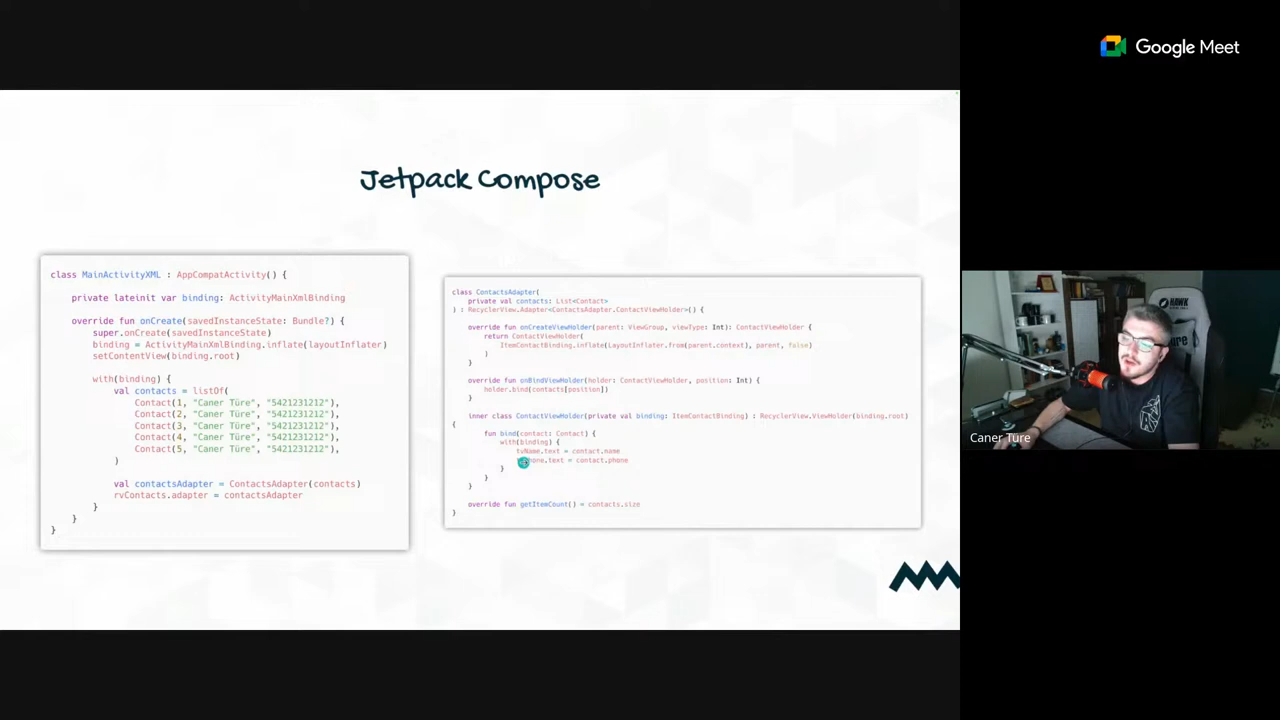 Google Meet
Jetpack Compose
class MainActivityXML : AppCompatActivity() {
private lateinit var binding: ActivityMainXmlBinding
override fun onCreate(savedInstanceState: Bundle?) {
super.onCreate(savedInstanceState)
binding = ActivityMainXmlBinding.inflate(layoutInflater)
setContentView(binding.root)
with(binding) {
val contacts = listOf(
Contact(1, "Caner Türe", "5421231212"),
Contact(2, "Caner Türe", "5421231212"),
Contact(3, "Caner Türe", "5421231212"),
Contact(4, "Caner Türe", "5421231212"),
Contact(5, "Caner Türe", "5421231212"),
)
val contactsAdapter = ContactsAdapter(contacts)
rvContacts.adapter = contactsAdapter
}
}
}
class ContactsAdapter(
private val contacts: List<Contact>
) : RecyclerView.Adapter<ContactsAdapter.ContactViewHolder>() {
override fun onCreateViewHolder(parent: ViewGroup, viewType: Int): ContactViewHolder {
return ContactViewHolder(
ItemContactBinding.inflate(LayoutInflater.from(parent.context), parent, false)
)
}
override fun onBindViewHolder(holder: ContactViewHolder, position: Int) {
holder.bind(contacts[position])
}
inner class ContactViewHolder(private val binding: ItemContactBinding) : RecyclerView.ViewHolder(binding.root)
{
fun bind(contact: Contact) {
with(binding) {
tvName.text = contact.name
.text = contact.phone
}
}
}
override fun getItemCount() = contacts.size
}
Caner Türe